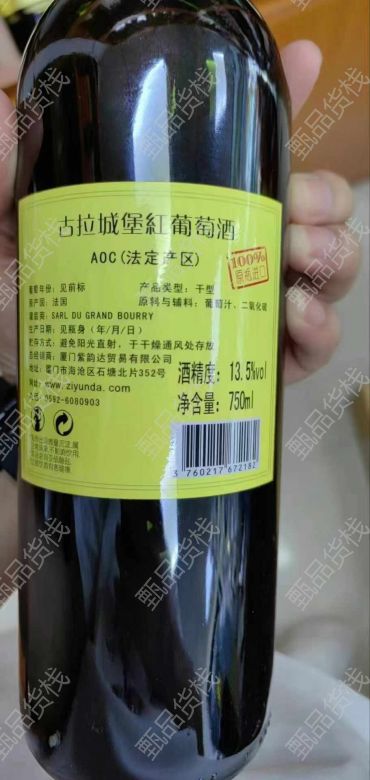 古拉城堡紅葡萄酒
AOC(法定产区)
100%
原瓶进口
葡萄年份: 见前标 产品类型: 干型
原产国: 法国 原料与辅料: 葡萄汁、二氧化硫
灌装商: SARL DU GRAND BOURRY
生产日期: 见瓶身 (年/月/日)
贮存方式: 避免阳光直射，于干燥通风处存放
总经销商: 厦门紫韵达贸易有限公司
地址: 厦门市海沧区石塘北片352号
网址: www.ziyunda.com
电话: 0592-6080903
酒精度: 13.5%vol
净含量: 750ml
3 760217 672182
甄品货栈